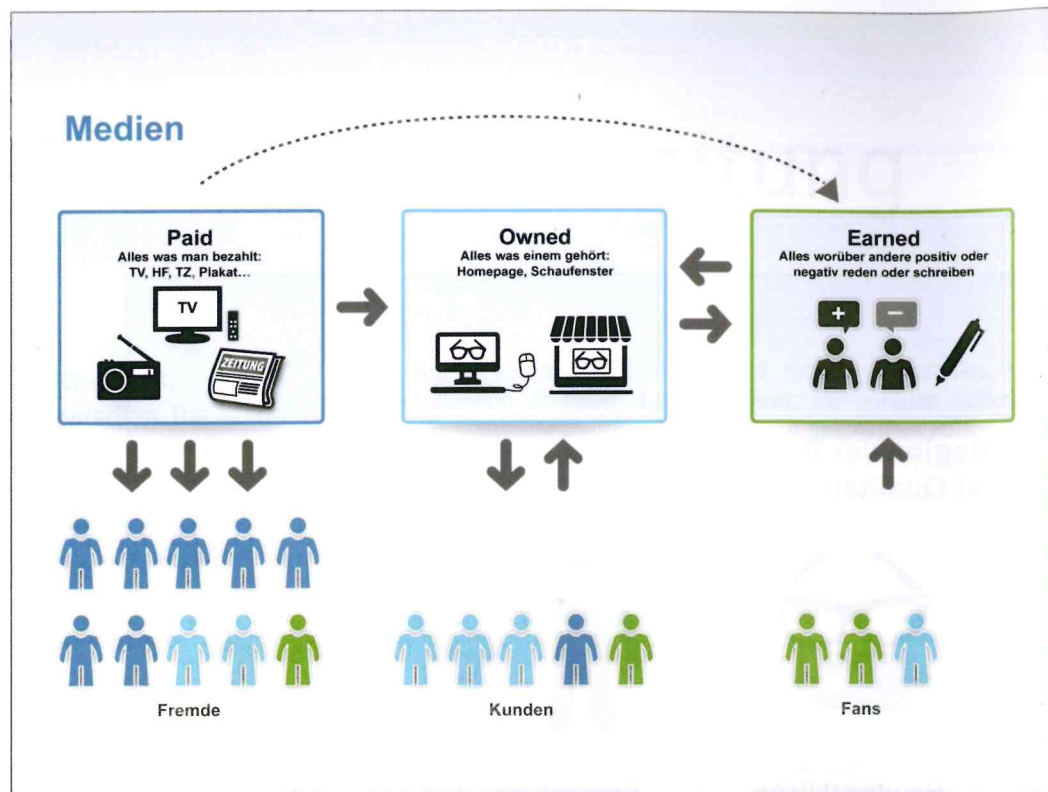 Medien
Paid
Alles was man bezahlt:
TV, HF, TZ, Plakat...
TV
ZEITUNG
Owned
Alles was einem gehört:
Homepage, Schaufenster
Earned
Alles worüber andere positiv oder
negativ reden oder schreiben
+ −
Fremde
Kunden
Fans